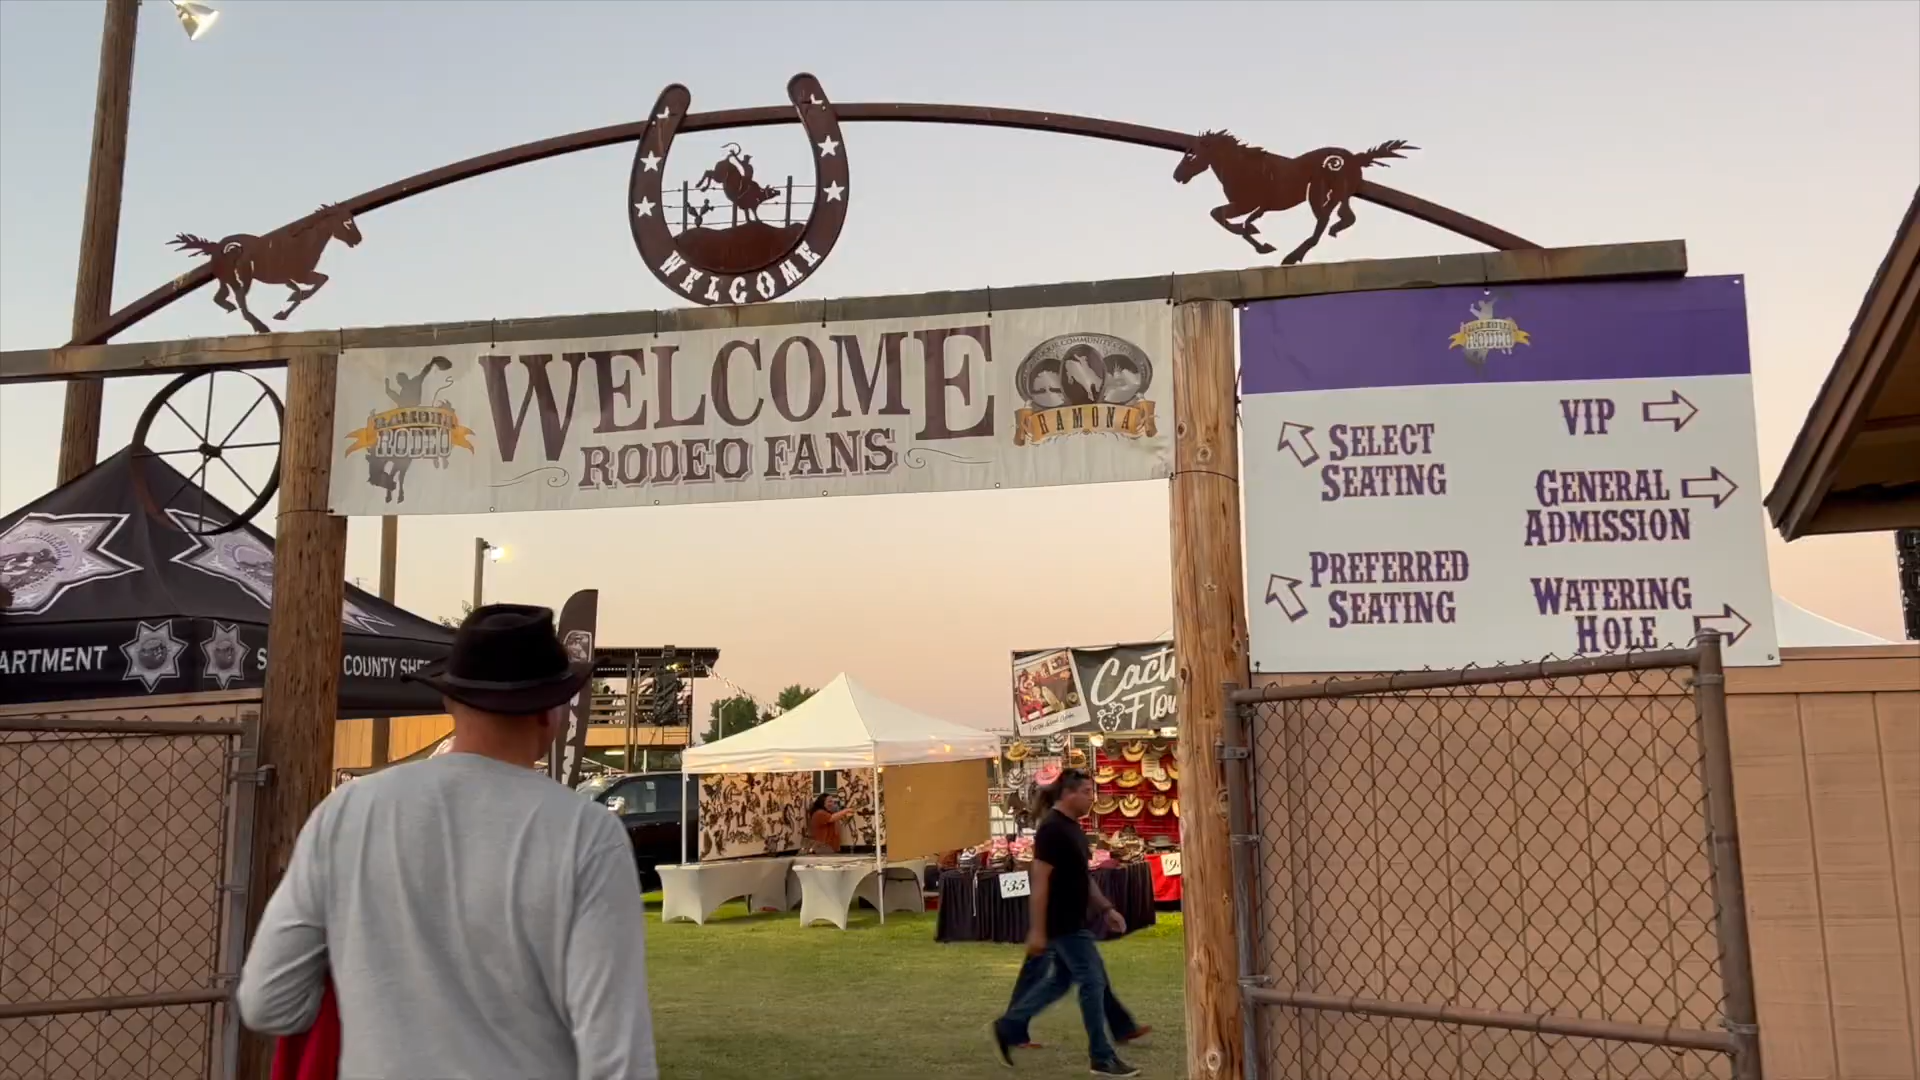 WELCOME
RAMONA
RODEO
WELCOME
RODEO FANS
RAMONA
RODEO
SELECT
SEATING
PREFERRED
SEATING
VIP
GENERAL
ADMISSION
WATERING
HOLE
ARTMENT
COUNTY
$35